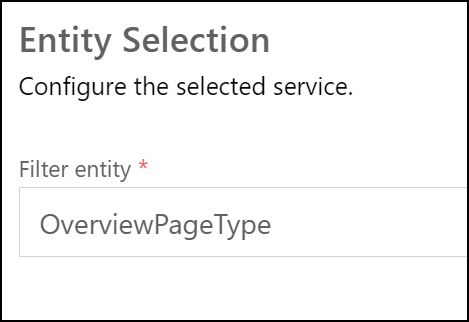 Entity Selection
Configure the selected service.
Filter entity *
OverviewPageType